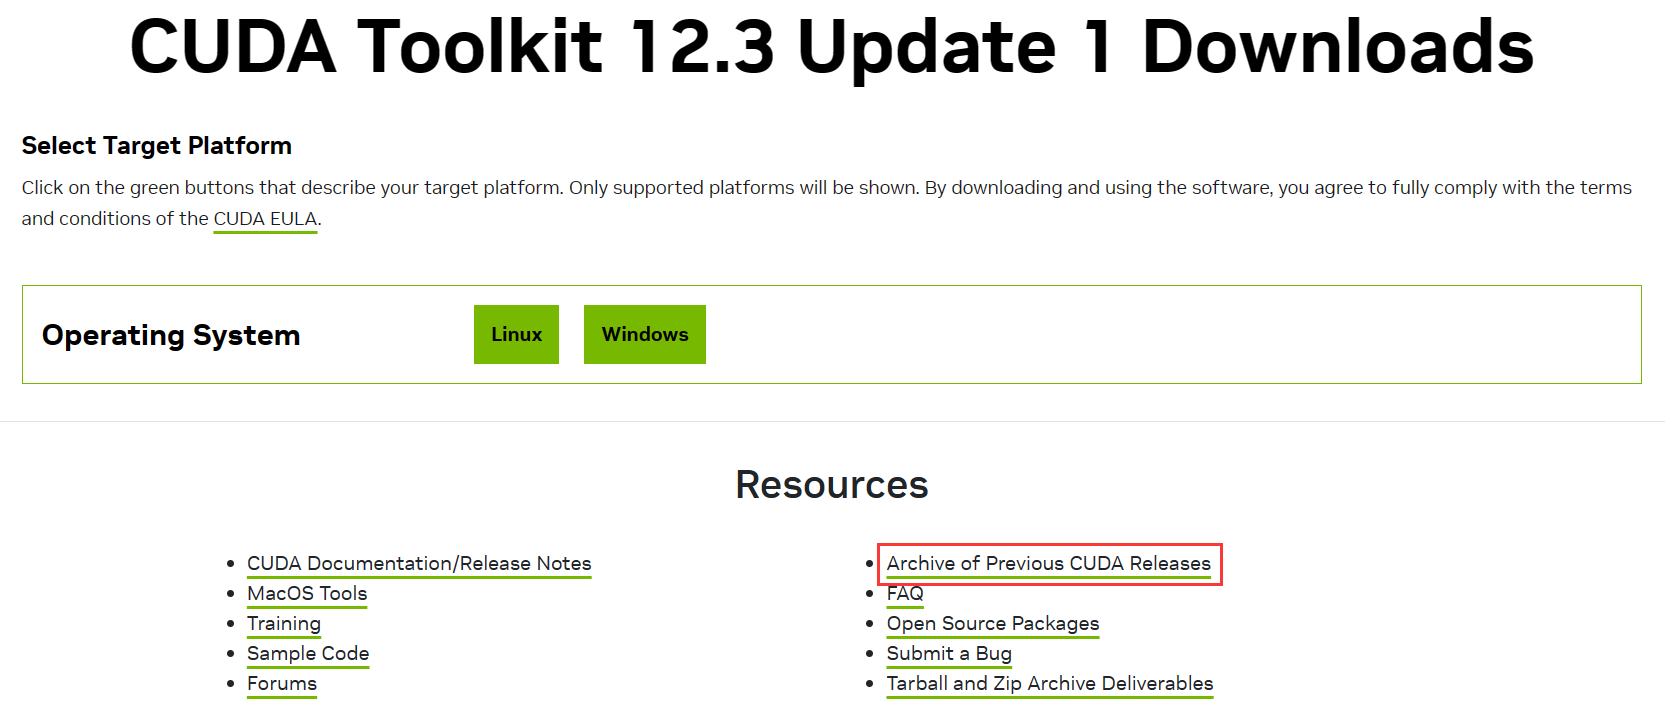 CUDA Toolkit 12.3 Update 1 Downloads
Select Target Platform
Click on the green buttons that describe your target platform. Only supported platforms will be shown. By downloading and using the software, you agree to fully comply with the terms
and conditions of the CUDA EULA.
Operating System
Linux
Windows
Resources
CUDA Documentation/Release Notes
MacOS Tools
Training
Sample Code
Forums
Archive of Previous CUDA Releases
FAQ
Open Source Packages
Submit a Bug
Tarball and Zip Archive Deliverables